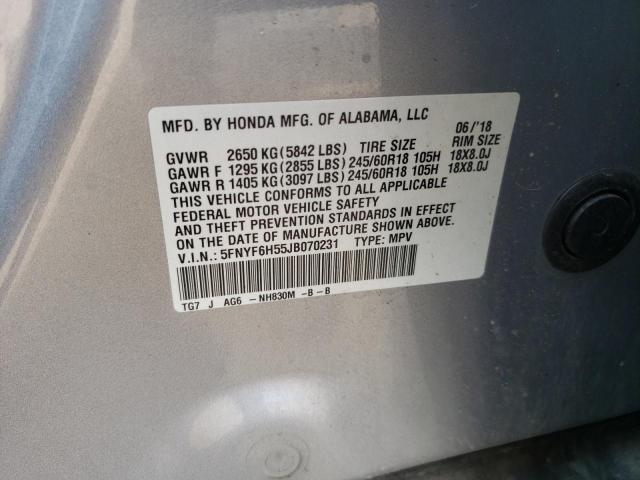 MFD. BY HONDA MFG. OF ALABAMA, LLC 06/'18
GVWR 2650 KG(5842 LBS) TIRE SIZE RIM SIZE
GAWR F 1295 KG(2855 LBS)245/60R18 105H 18X8.0J
GAWR R 1405 KG(3097 LBS)245/60R18 105H 18X8.0J
THIS VEHICLE CONFORMS TO ALL APPLICABLE
FEDERAL MOTOR VEHICLE SAFETY
AND THEFT PREVENTION STANDARDS IN EFFECT
ON THE DATE OF MANUFACTURE SHOWN ABOVE.
V.I.N.: 5FNYF6H55JB070231 TYPE: MPV
TG7 J AG6 - NH830M -B-B